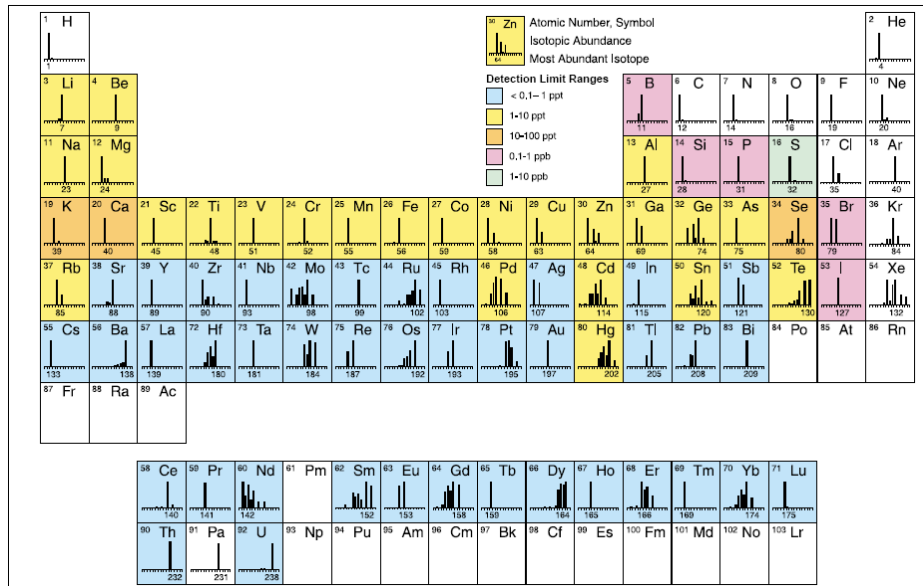 1 H 30 Zn Atomic Number, Symbol 2 He
Isotopic Abundance
1 64 Most Abundant Isotope 4
Detection Limit Ranges
3 Li 4 Be < 0,1– 1 ppt 5 B 6 C 7 N 8 O 9 F 10 Ne
1-10 ppt
7 9 10–100 ppt 11 12 14 16 19 20
11 Na 12 Mg 0,1-1 ppb 13 Al 14 Si 15 P 16 S 17 Cl 18 Ar
1-10 ppb
23 24 27 28 31 32 35 40
19 K 20 Ca 21 Sc 22 Ti 23 V 24 Cr 25 Mn 26 Fe 27 Co 28 Ni 29 Cu 30 Zn 31 Ga 32 Ge 33 As 34 Se 35 Br 36 Kr
39 40 45 48 51 52 55 56 59 58 63 64 69 74 75 80 79 84
37 Rb 38 Sr 39 Y 40 Zr 41 Nb 42 Mo 43 Tc 44 Ru 45 Rh 46 Pd 47 Ag 48 Cd 49 In 50 Sn 51 Sb 52 Te 53 I 54 Xe
85 88 89 90 93 98 99 102 103 106 107 114 115 120 121 130 127 132
55 Cs 56 Ba 57 La 72 Hf 73 Ta 74 W 75 Re 76 Os 77 Ir 78 Pt 79 Au 80 Hg 81 Tl 82 Pb 83 Bi 84 Po 85 At 86 Rn
133 138 139 180 181 184 187 192 193 195 197 202 205 208 209
87 Fr 88 Ra 89 Ac
58 Ce 59 Pr 60 Nd 61 Pm 62 Sm 63 Eu 64 Gd 65 Tb 66 Dy 67 Ho 68 Er 69 Tm 70 Yb 71 Lu
140 141 142 152 153 158 159 164 165 166 169 174 175
90 Th 91 Pa 92 U 93 Np 94 Pu 95 Am 96 Cm 97 Bk 98 Cf 99 Es 100 Fm 101 Md 102 No 103 Lr
232 231 238